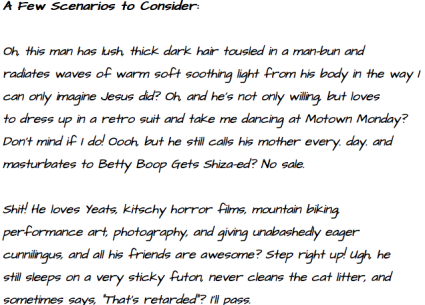 A Few Scenarios to Consider:
Oh, this man has lush, thick dark hair tousled in a man-bun and
radiates waves of warm soft soothing light from his body in the way I
can only imagine Jesus did? Oh, and he's not only willing, but loves
to dress up in a retro suit and take me dancing at Motown Monday?
Don't mind if I do! Oooh, but he still calls his mother every. day. and
masturbates to Betty Boop Gets Shiza-ed? No sale.
Shit! He loves Yeats, kitschy horror films, mountain biking,
performance art, photography, and giving unabashedly eager
cunnilingus, and all his friends are awesome? Step right up! Ugh, he
still sleeps on a very sticky futon, never cleans the cat litter, and
sometimes says, "That's retarded"? I'll pass.